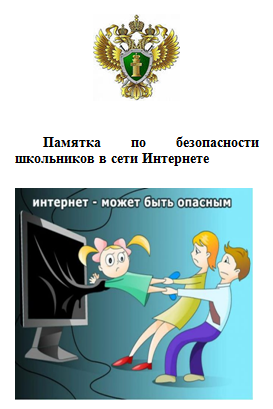 Памятка по безопасности
школьников в сети Интернете
интернет - может быть опасным